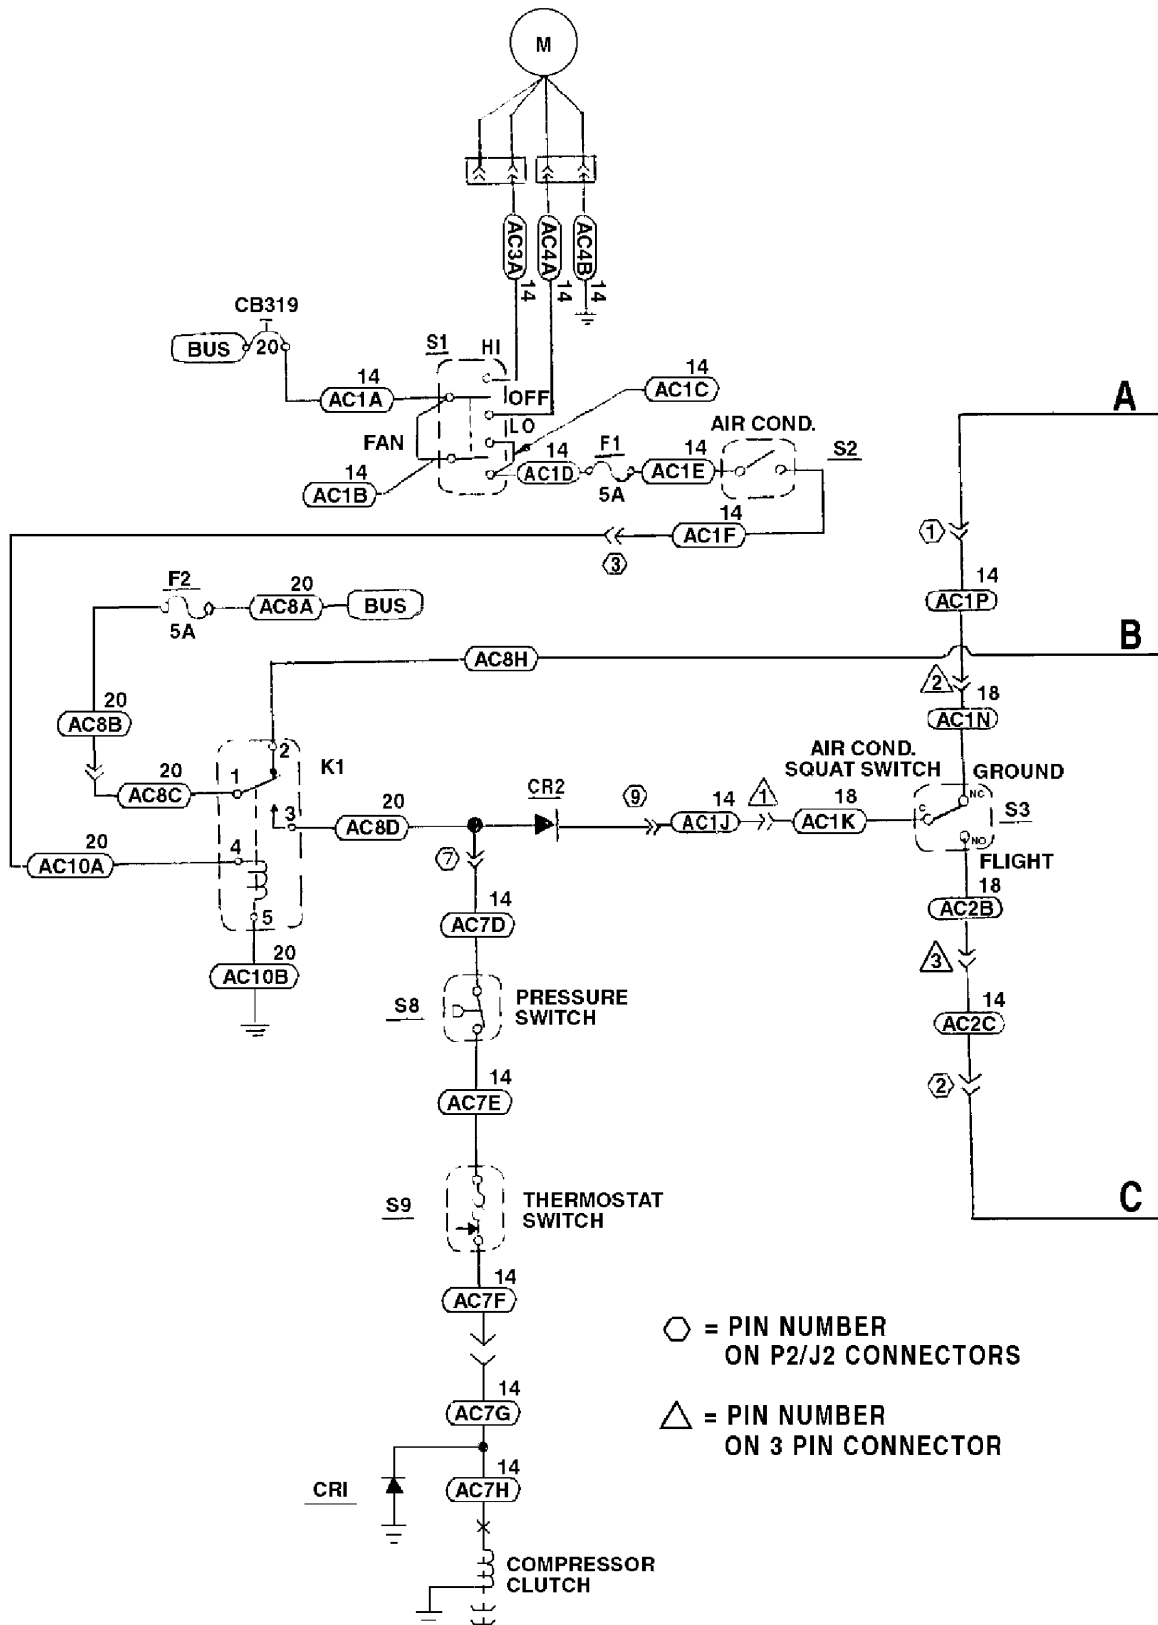 M
AC3A
14
AC4A
14
AC4B
14
CB319
BUS
20
S1
HI
14
AC1A
OFF
14
AC1C
A
FAN
LO
14
AC1D
F1
5A
14
AC1E
AIR COND.
S2
14
AC1B
14
AC1F
3
1
F2
5A
20
AC8A
BUS
14
AC1P
B
AC8H
2
18
AC1N
20
AC8B
20
AC8C
1
2
K1
3
4
5
AIR COND.
SQUAT SWITCH
GROUND
NC
C
NO
S3
FLIGHT
20
AC8D
CR2
9
14
AC1J
1
18
AC1K
20
AC10A
7
14
AC7D
18
AC2B
20
AC10B
3
S8
PRESSURE
SWITCH
14
AC2C
14
AC7E
2
S9
THERMOSTAT
SWITCH
C
14
AC7F
= PIN NUMBER
ON P2/J2 CONNECTORS
14
AC7G
= PIN NUMBER
ON 3 PIN CONNECTOR
CRI
14
AC7H
COMPRESSOR
CLUTCH